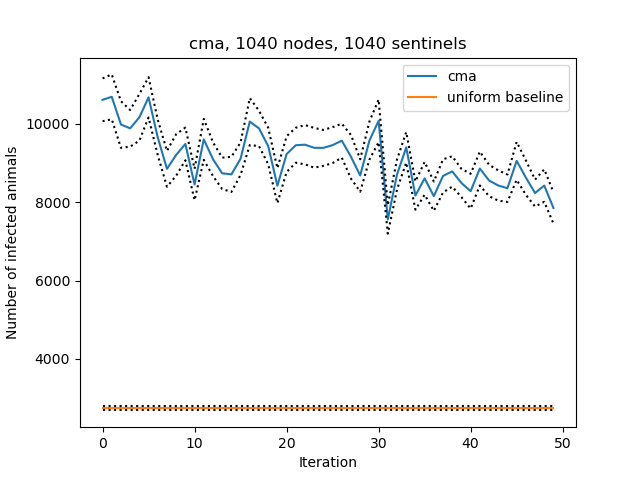 cma, 1040 nodes, 1040 sentinels
cma
uniform baseline
Number of infected animals
10000
8000
6000
4000
0
10
20
30
40
50
Iteration